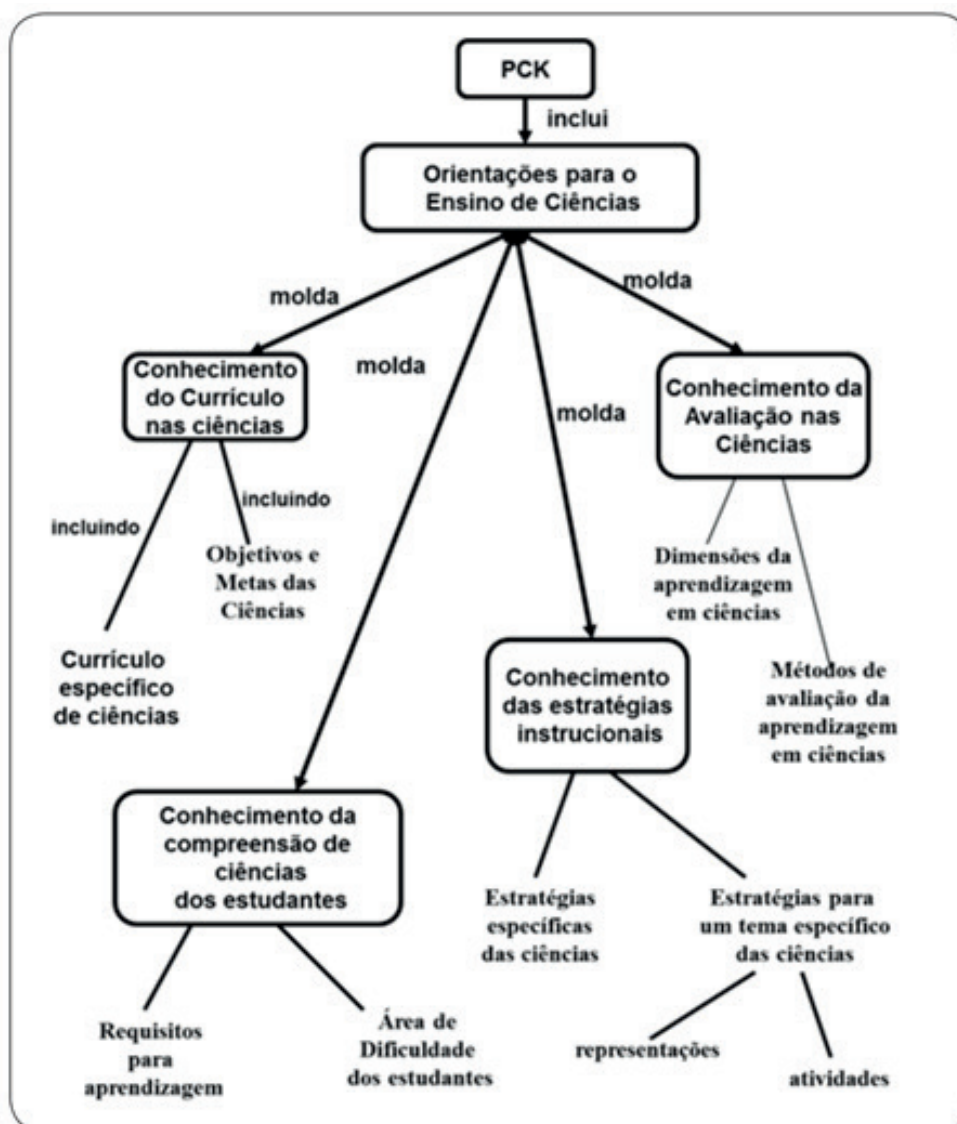 PCK
inclui
Orientações para o
Ensino de Ciências
molda
molda
molda
molda
Conhecimento
do Currículo
nas ciências
Conhecimento da
Avaliação nas
Ciências
incluindo
incluindo
Objetivos e
Metas das
Ciências
Currículo
específico
de ciências
Dimensões da
aprendizagem
em ciências
Métodos de
avaliação da
aprendizagem
em ciências
Conhecimento
das estratégias
instrucionais
Conhecimento da
compreensão de
ciências
dos estudantes
Estratégias
específicas
das ciências
Estratégias para
um tema específico
das ciências
Requisitos
para
aprendizagem
Área de
Dificuldade
dos estudantes
representações
atividades